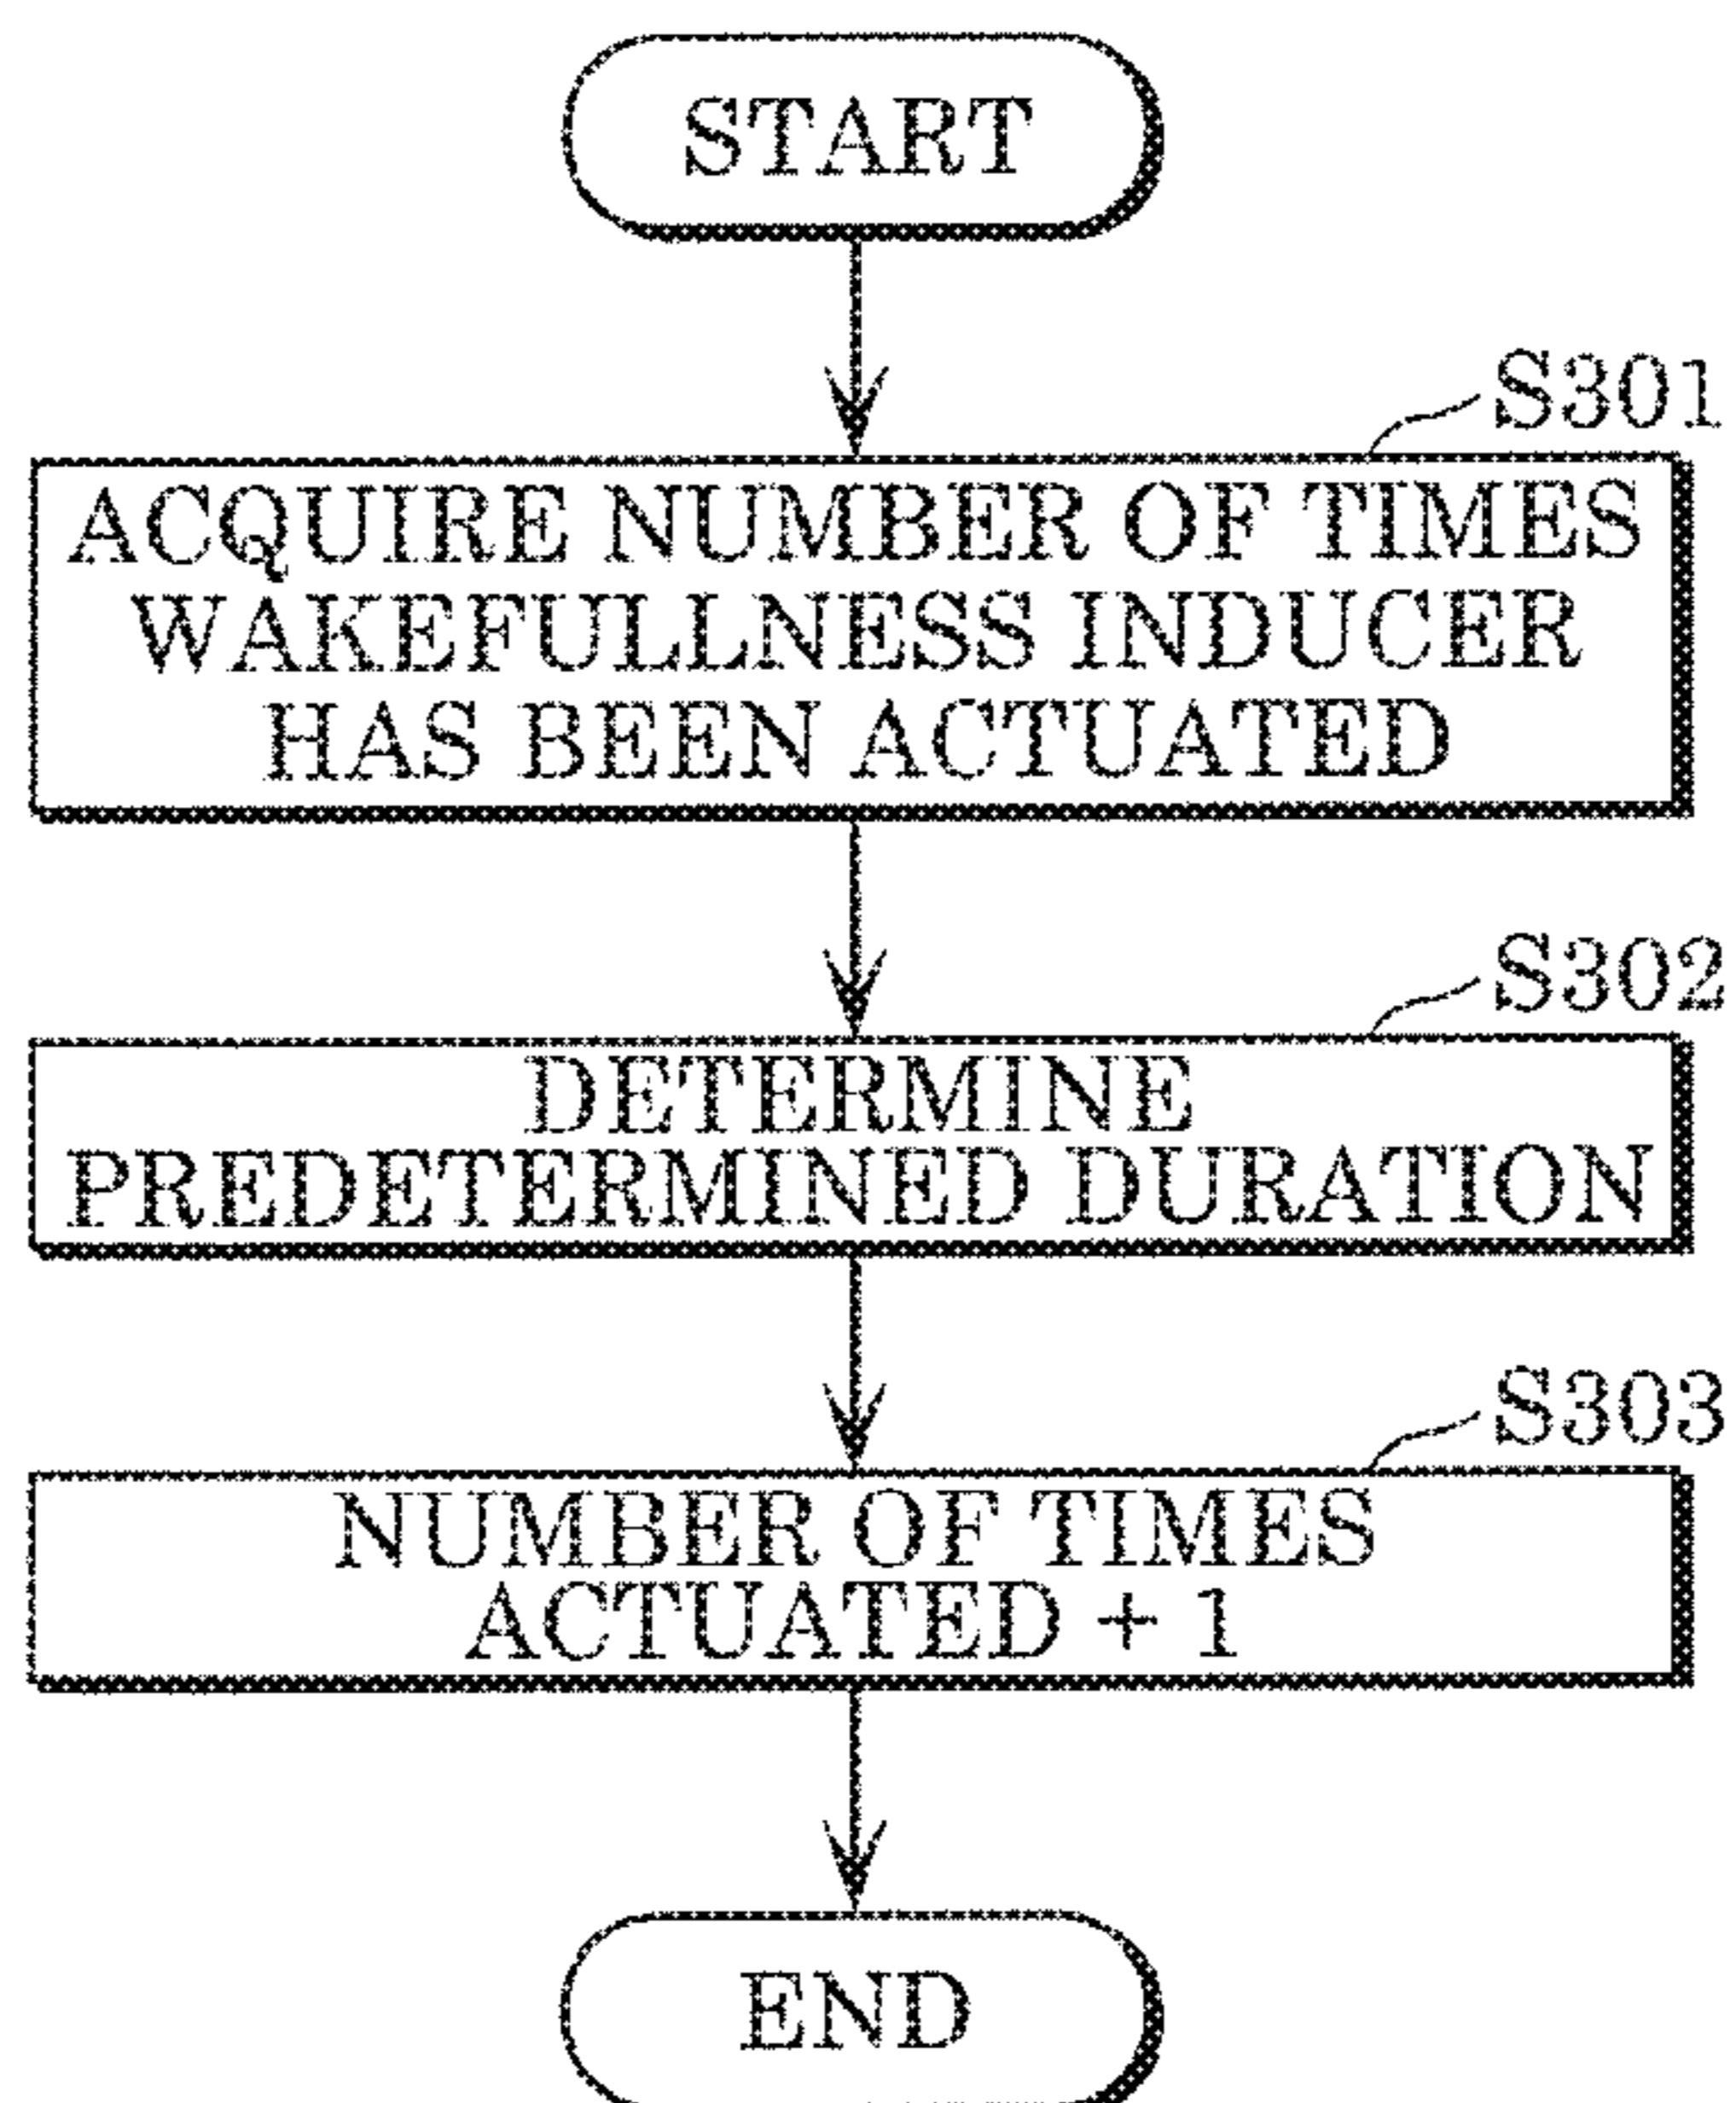 START
S301
ACQUIRE NUMBER OF TIMES
WAKEFULLNESS INDUCER
HAS BEEN ACTUATED
S302
DETERMINE
PREDETERMINED DURATION
S303
NUMBER OF TIMES
ACTUATED + 1
END